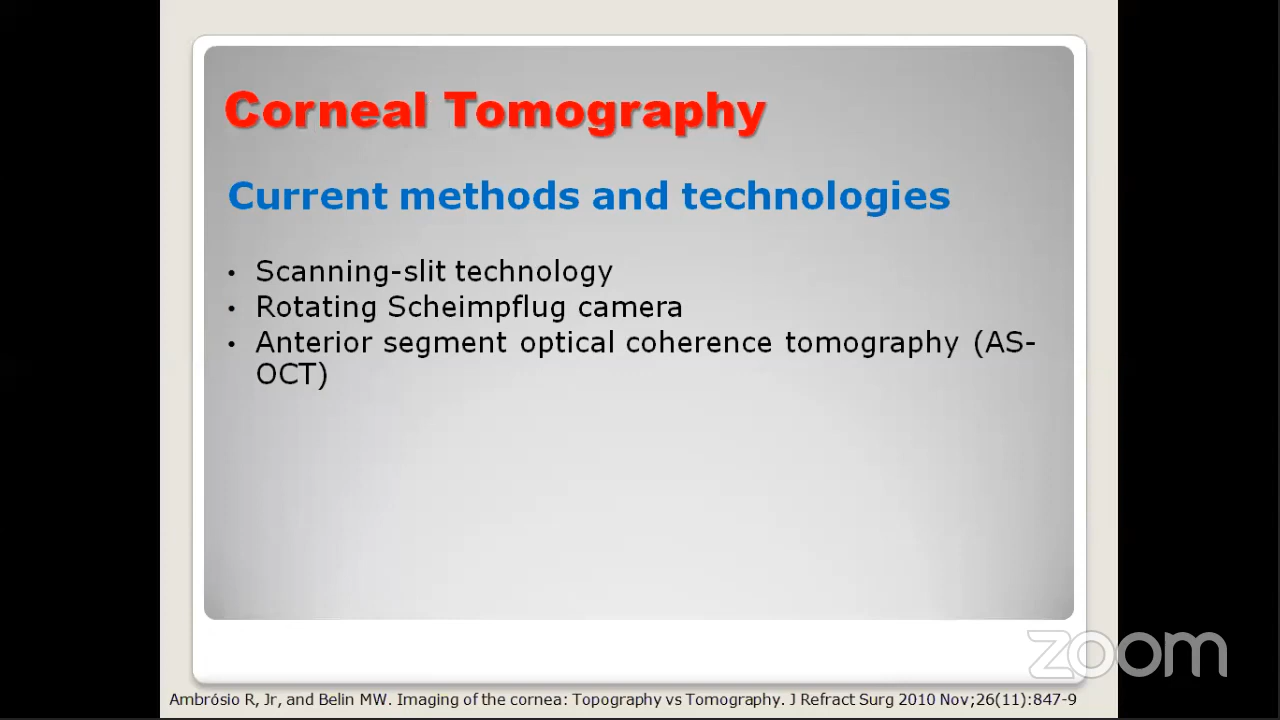 Corneal Tomography
Current methods and technologies
• Scanning-slit technology
• Rotating Scheimpflug camera
• Anterior segment optical coherence tomography (AS-
OCT)
zoom
Ambrósio R, Jr, and Belin MW. Imaging of the cornea: Topography vs Tomography. J Refract Surg 2010 Nov;26(11):847-9